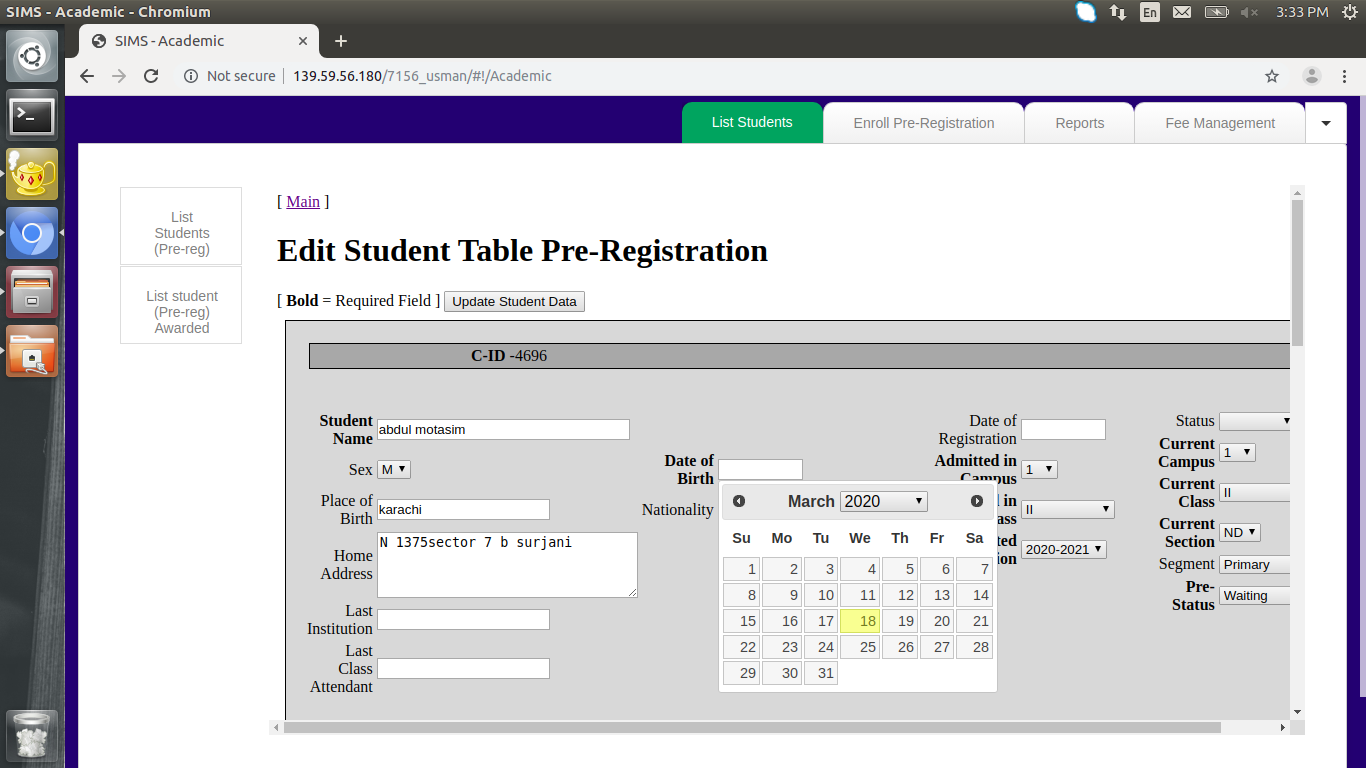 SIMS - Academic - Chromium
En
3:33 PM
SIMS - Academic
Not secure
139.59.56.180/7156_usman/#!/Academic
List Students
Enroll Pre-Registration
Reports
Fee Management
List
Students
(Pre-reg)
List student
(Pre-reg)
Awarded
[ Main ]
Edit Student Table Pre-Registration
[ Bold = Required Field ] Update Student Data
C-ID -4696
Student
Name
abdul motasim
Sex
M
Place of
Birth
karachi
Home
Address
N 1375sector 7 b surjani
Last
Institution
Last
Class
Attendant
Date of
Birth
Nationality
March 2020
Su Mo Tu We Th Fr Sa
1 2 3 4 5 6 7
8 9 10 11 12 13 14
15 16 17 18 19 20 21
22 23 24 25 26 27 28
29 30 31
Date of
Registration
Admitted in
Campus
1
in
ass
II
ted
ion
2020-2021
Status
Current
Campus
1
Current
Class
II
Current
Section
ND
Segment
Primary
Pre-
Status
Waiting